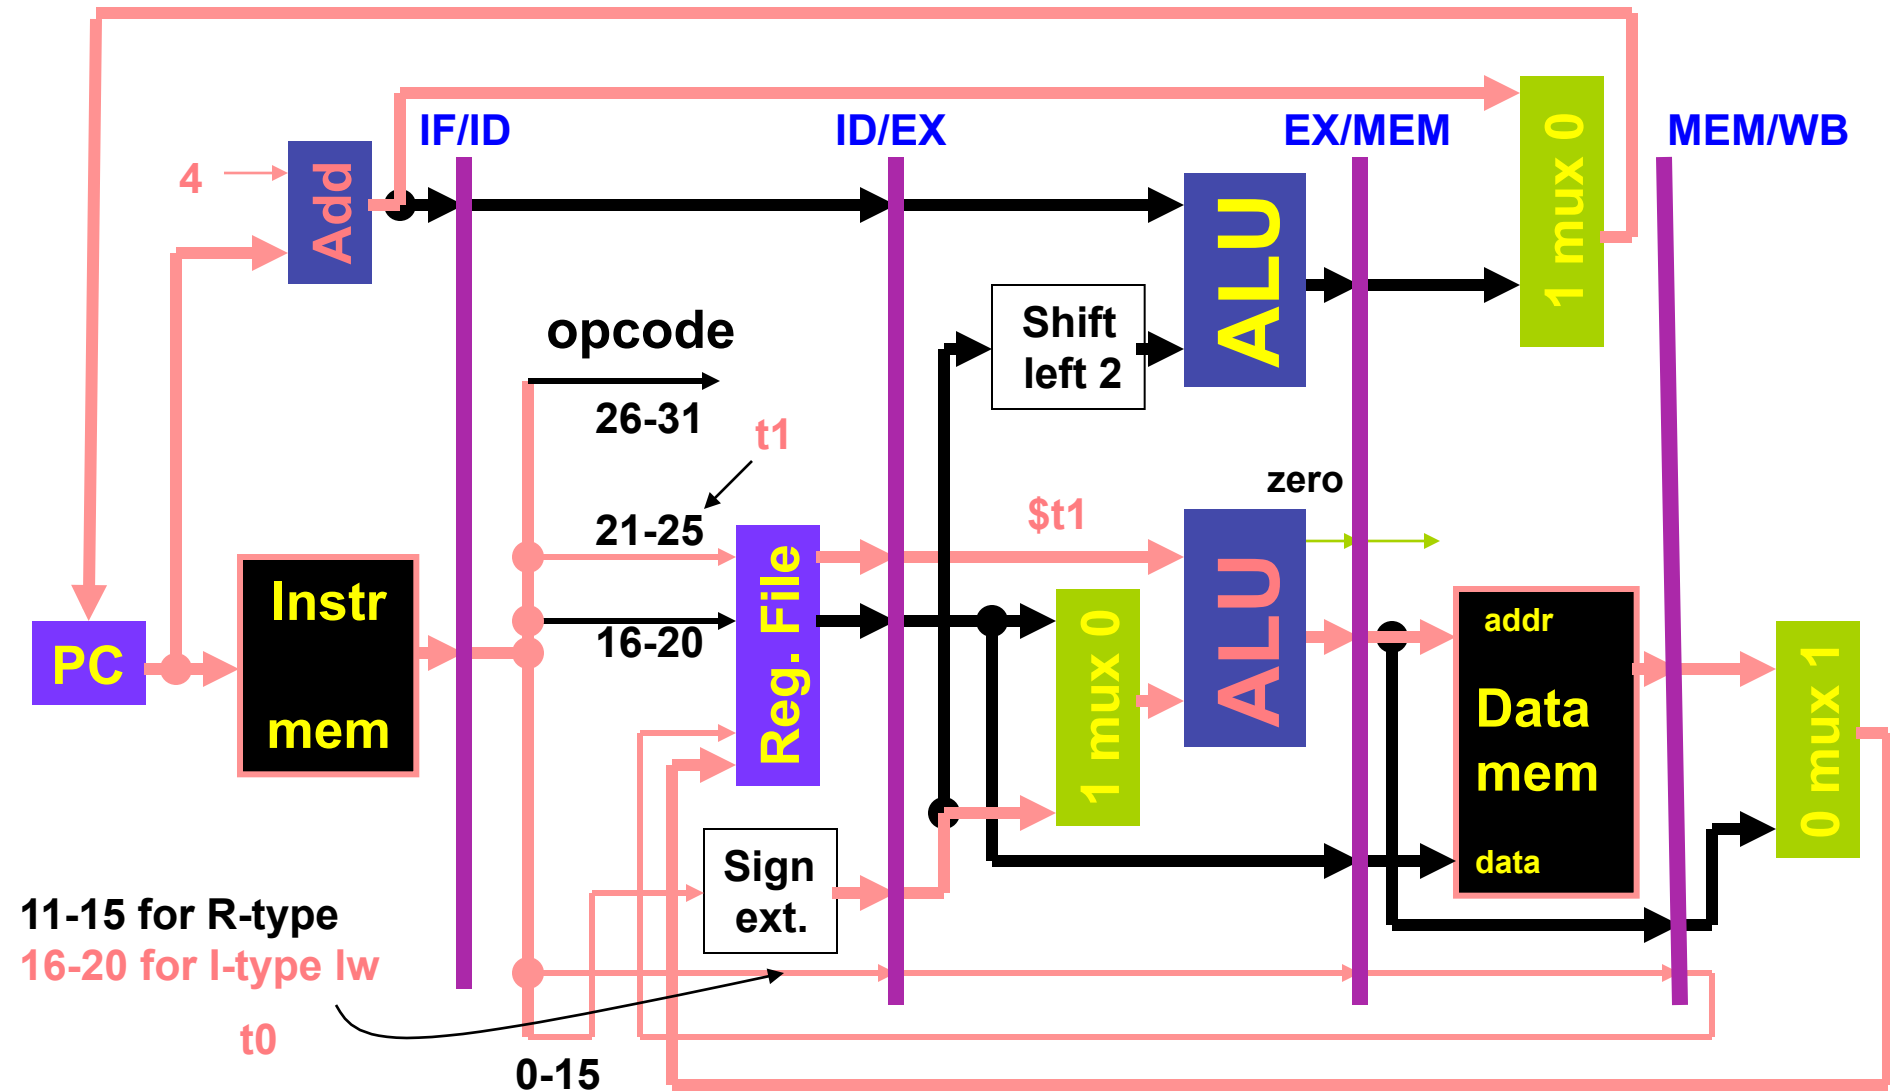 IF/ID
ID/EX
EX/MEM
MEM/WB
4
Add
1 mux 0
ALU
opcode
26-31
Shift
left 2
t1
zero
21-25
$t1
16-20
Instr
mem
PC
Reg. File
1 mux 0
ALU
addr
Data
mem
data
0 mux 1
Sign
ext.
11-15 for R-type
16-20 for I-type lw
t0
0-15